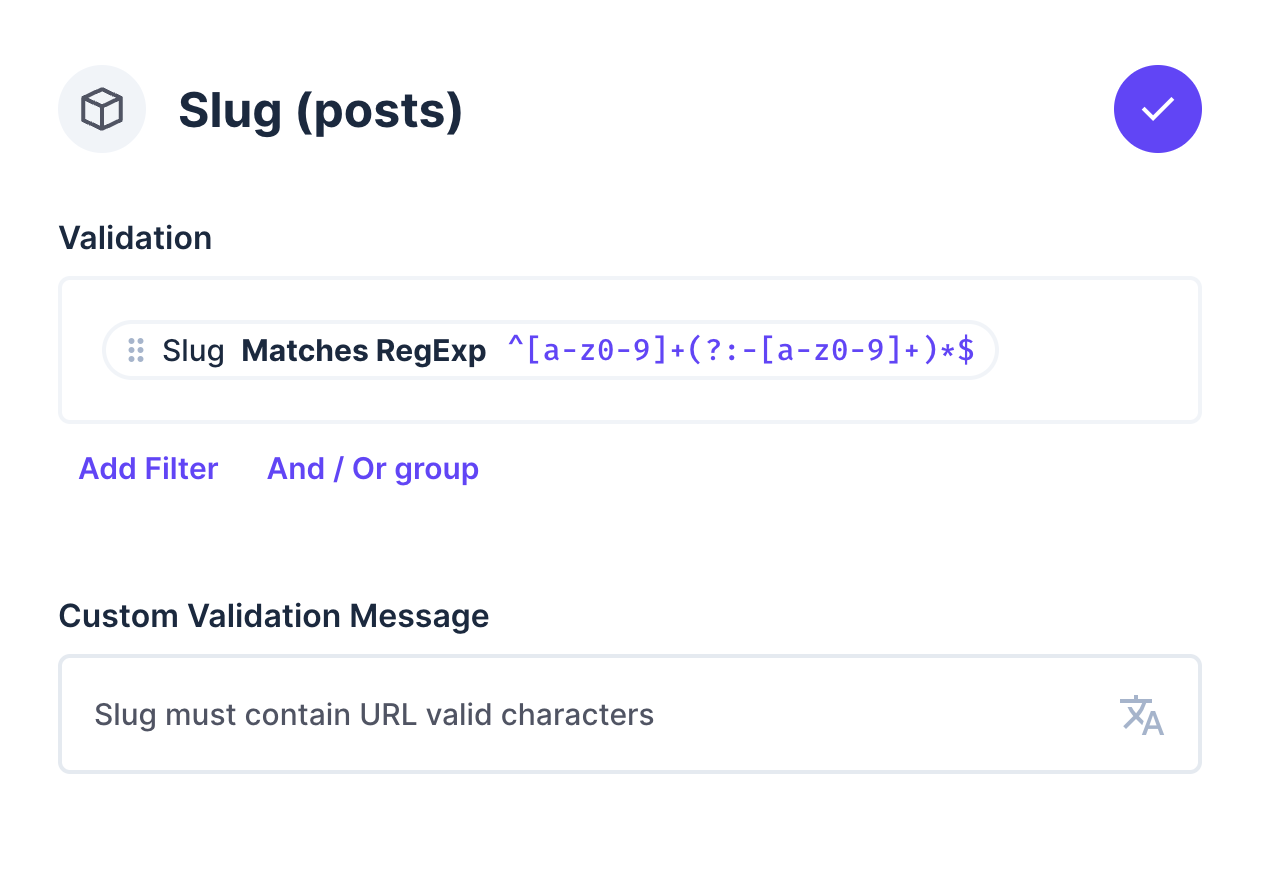 Slug (posts)
Validation
Slug Matches RegExp ^[a-z0-9]+(?:-[a-z0-9]+)*$
Add Filter And / Or group
Custom Validation Message
Slug must contain URL valid characters